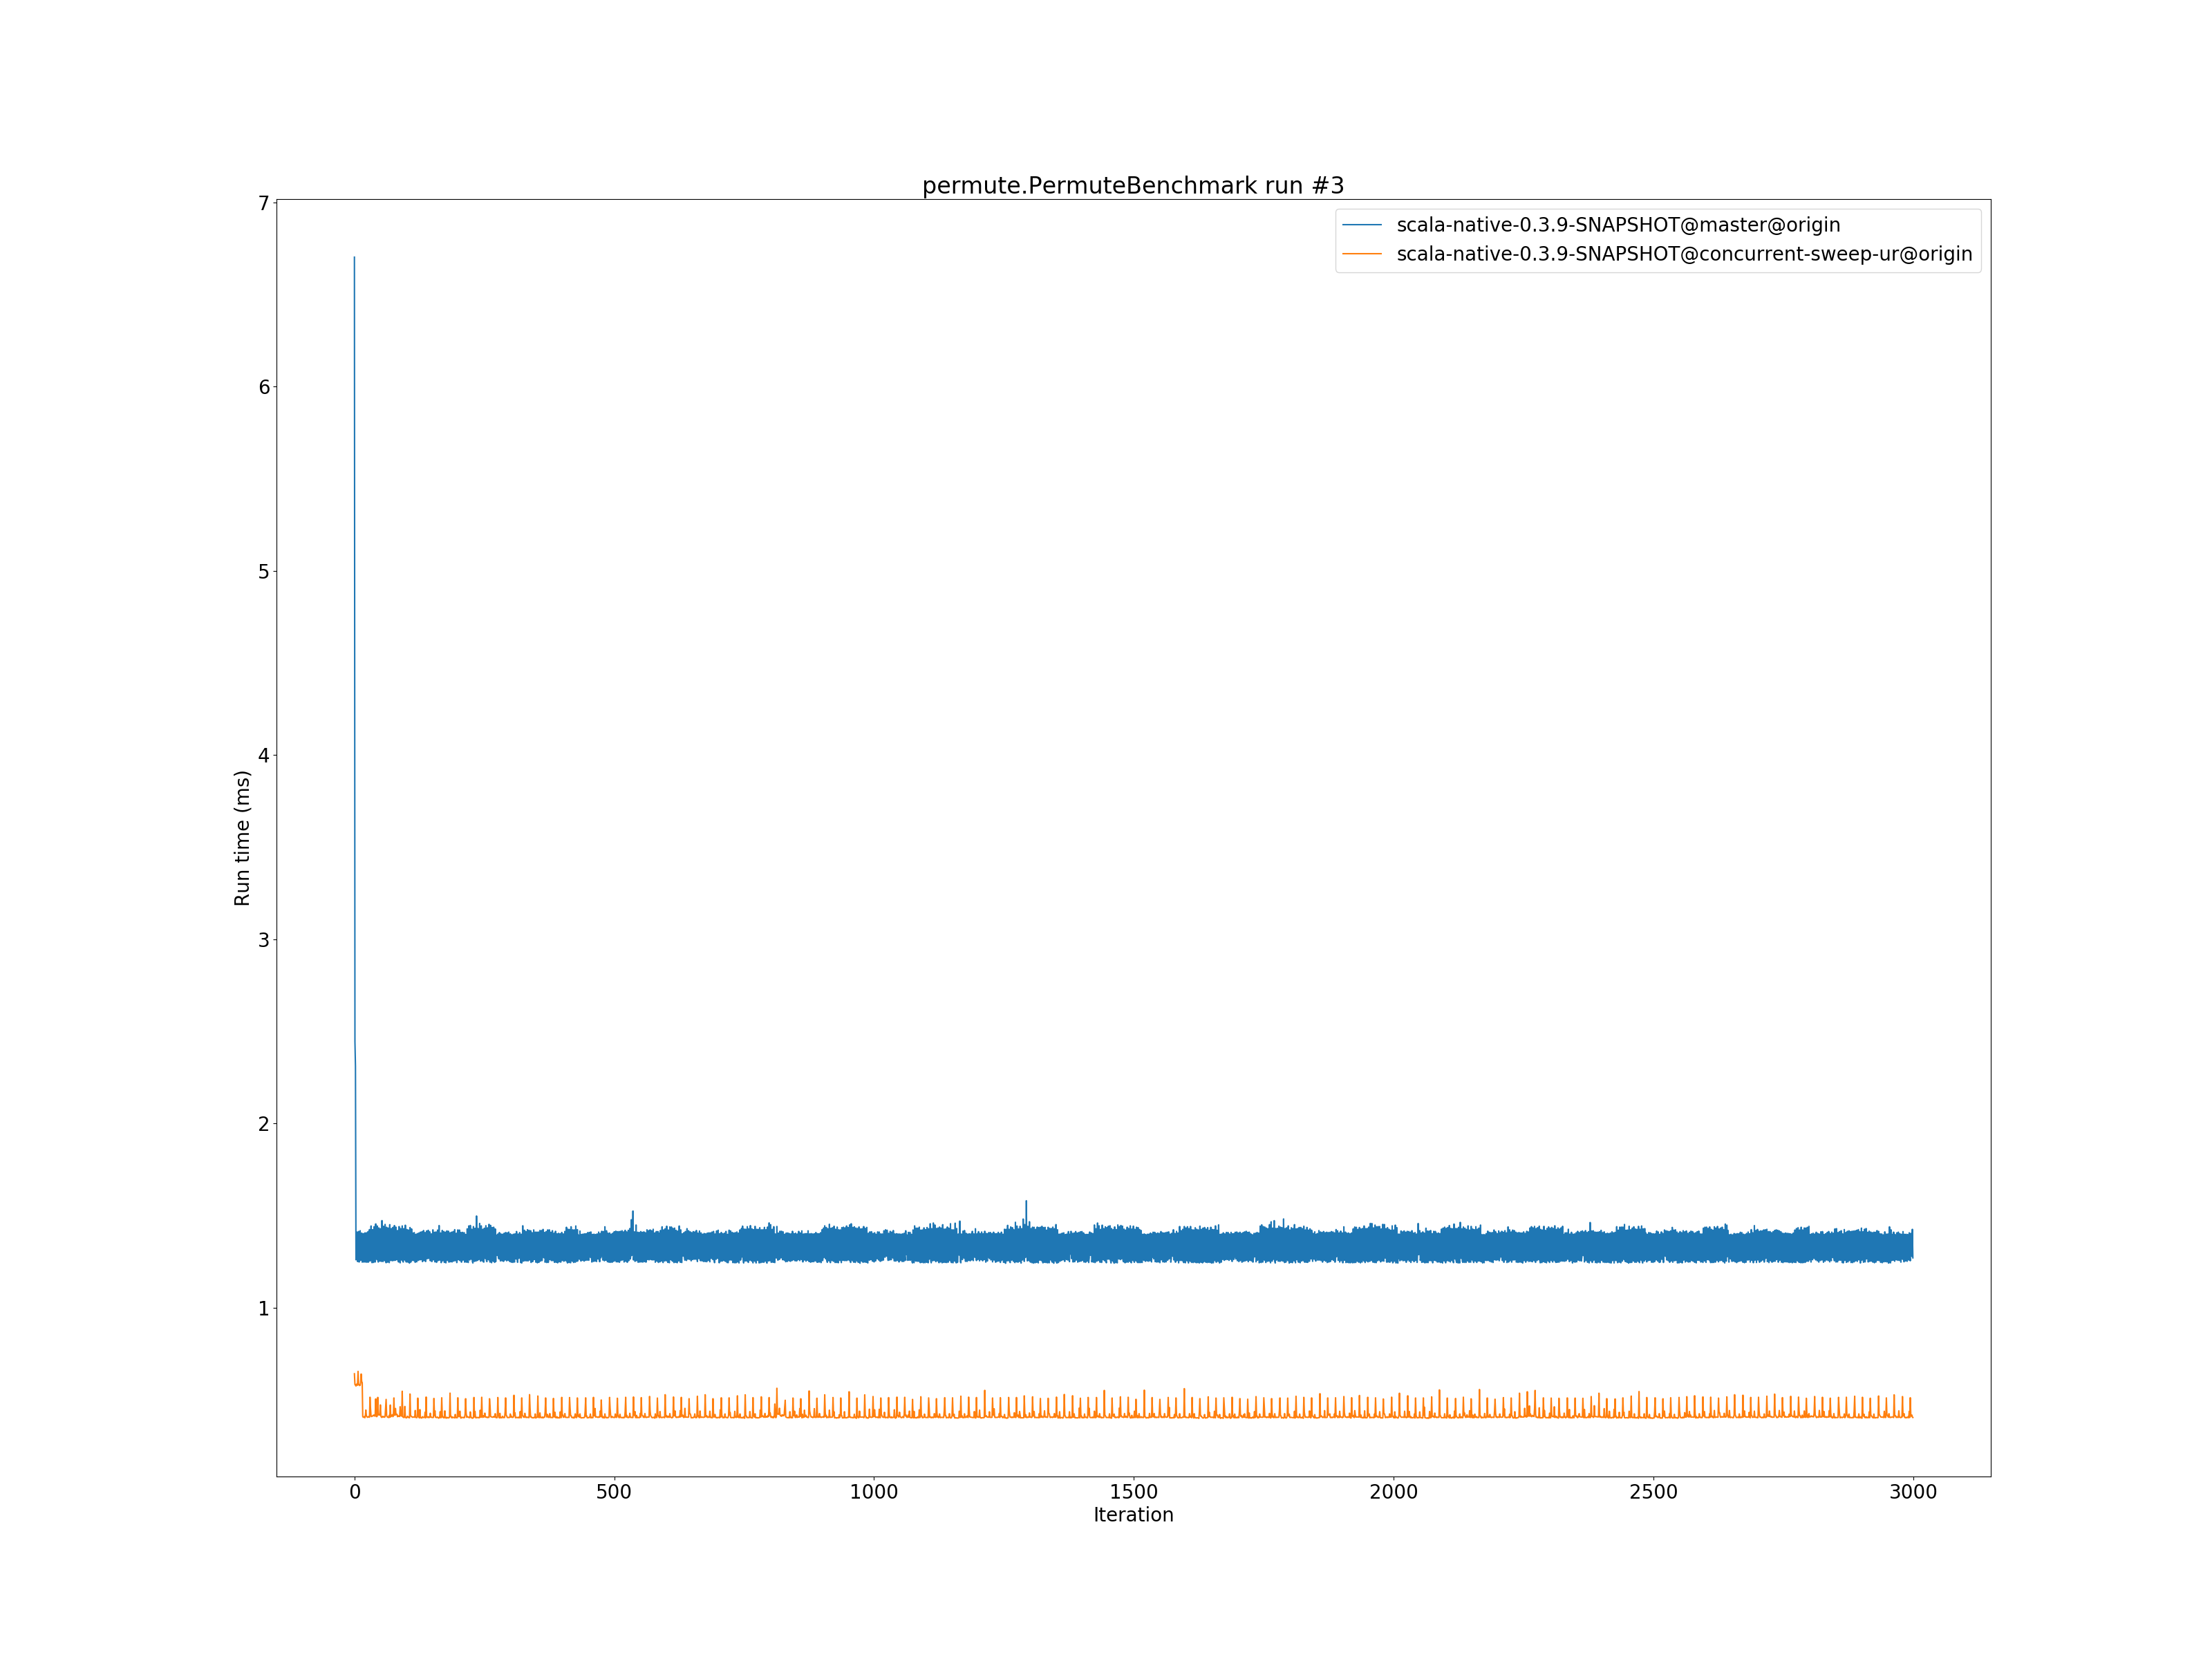 permute.PermuteBenchmark run #3
scala-native-0.3.9-SNAPSHOT@master@origin
scala-native-0.3.9-SNAPSHOT@concurrent-sweep-ur@origin
7
6
5
4
3
2
1
Run time (ms)
0 500 1000 1500 2000 2500 3000
Iteration